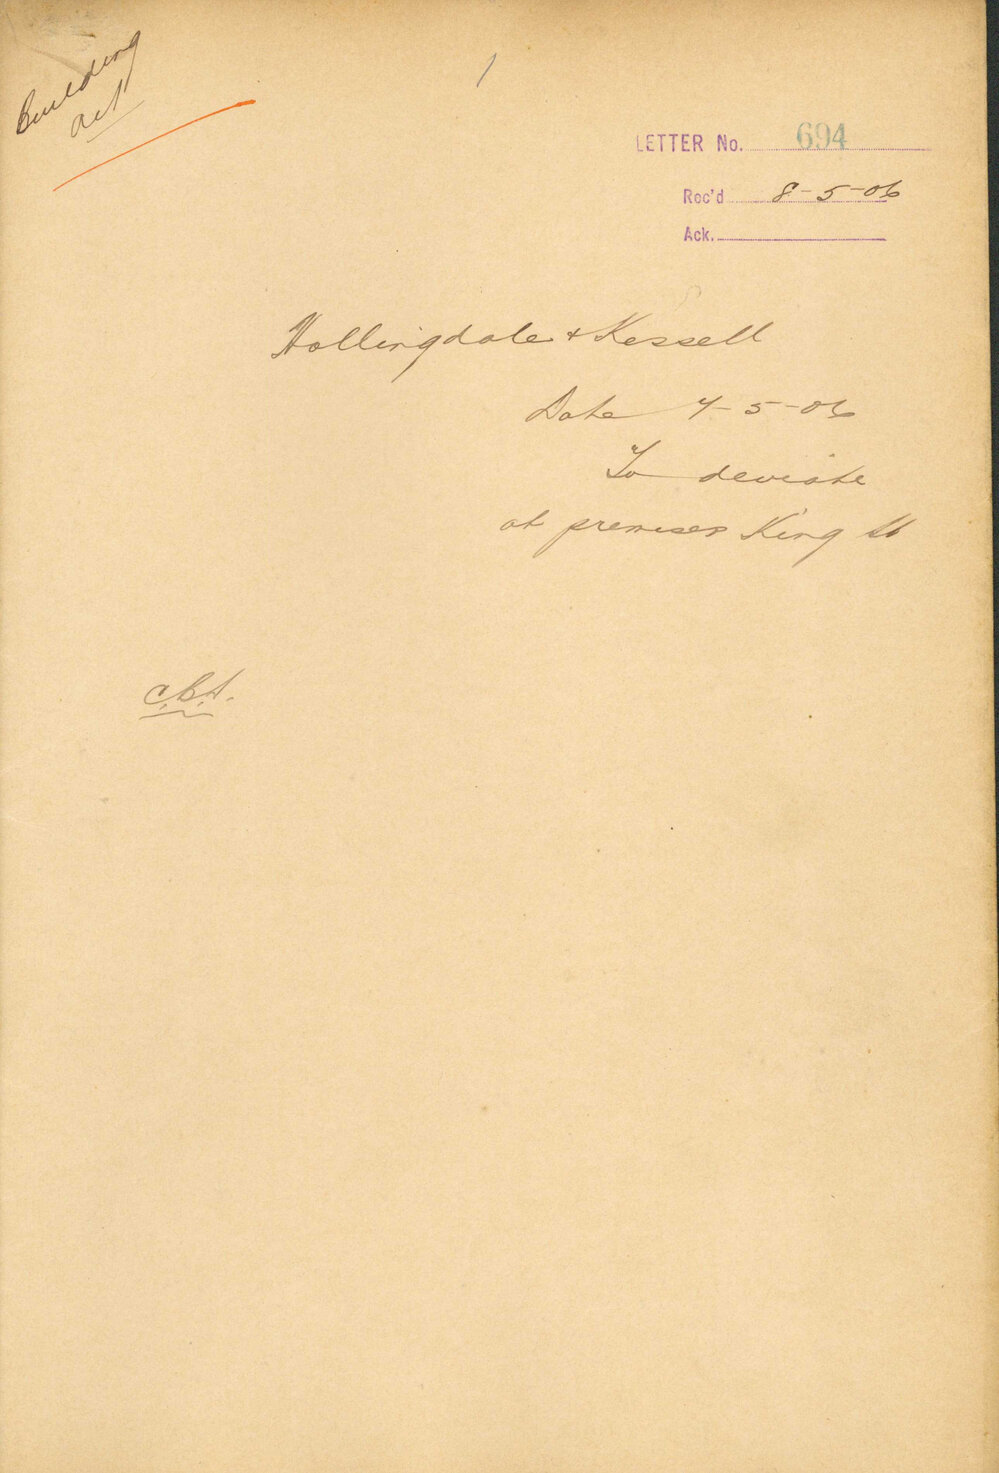 Building
Act
1
LETTER No. 694
Rec'd 8-5-06
Ack.
Hollingdale & Kessell
Date 7-5-06
To deviate
at premises King St
C.B.S.